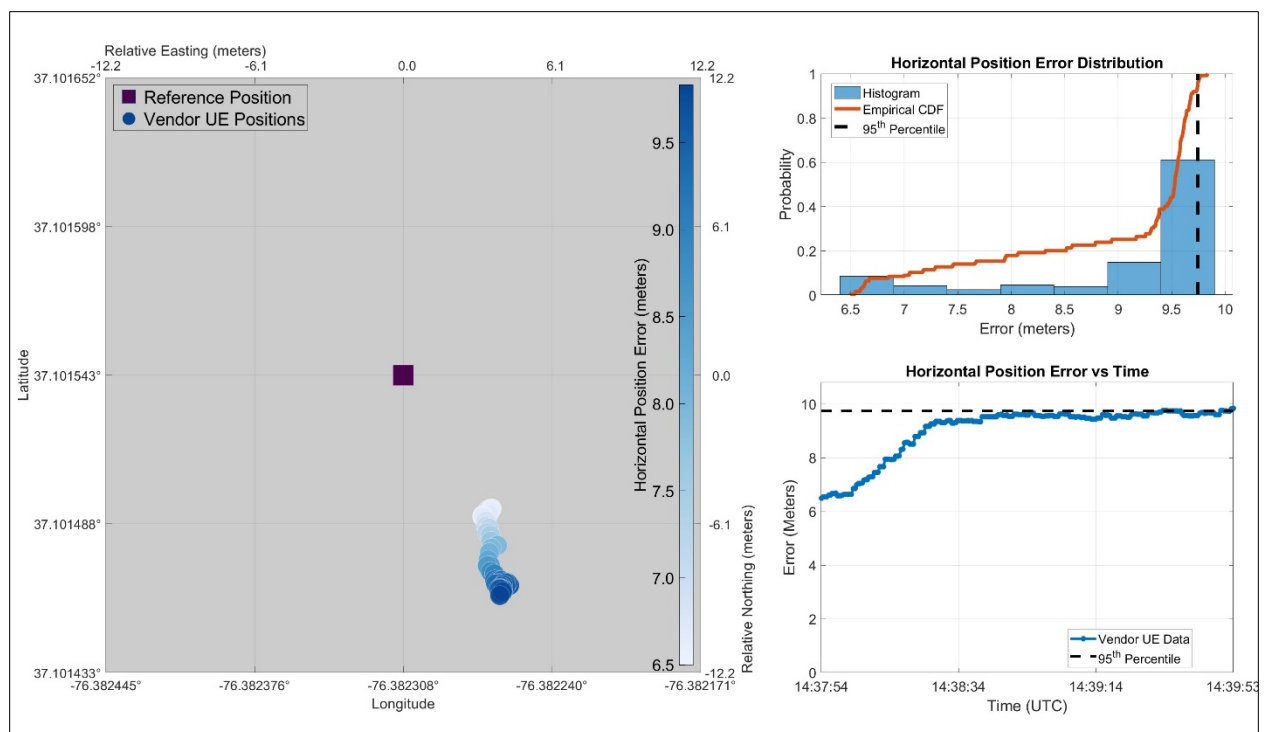 Relative Easting (meters)
-12.2 -6.1 0.0 6.1 12.2
37.101652°
37.101598°
37.101543°
37.101488°
37.101433°
Latitude
Reference Position
Vendor UE Positions
Horizontal Position Error (meters)
9.5
9.0
8.5
8.0
7.5
7.0
6.5
12.2
6.1
0.0
-6.1
-12.2
Relative Northing (meters)
-76.382445° -76.382376° -76.382308° -76.382240° -76.382171°
Longitude
Horizontal Position Error Distribution
Histogram
Empirical CDF
95th Percentile
1
0.8
0.6
0.4
0.2
0
Probability
6.5 7 7.5 8 8.5 9 9.5 10
Error (meters)
Horizontal Position Error vs Time
10
8
6
4
2
0
Error (Meters)
Vendor UE Data
95th Percentile
14:37:54 14:38:34 14:39:14 14:39:53
Time (UTC)